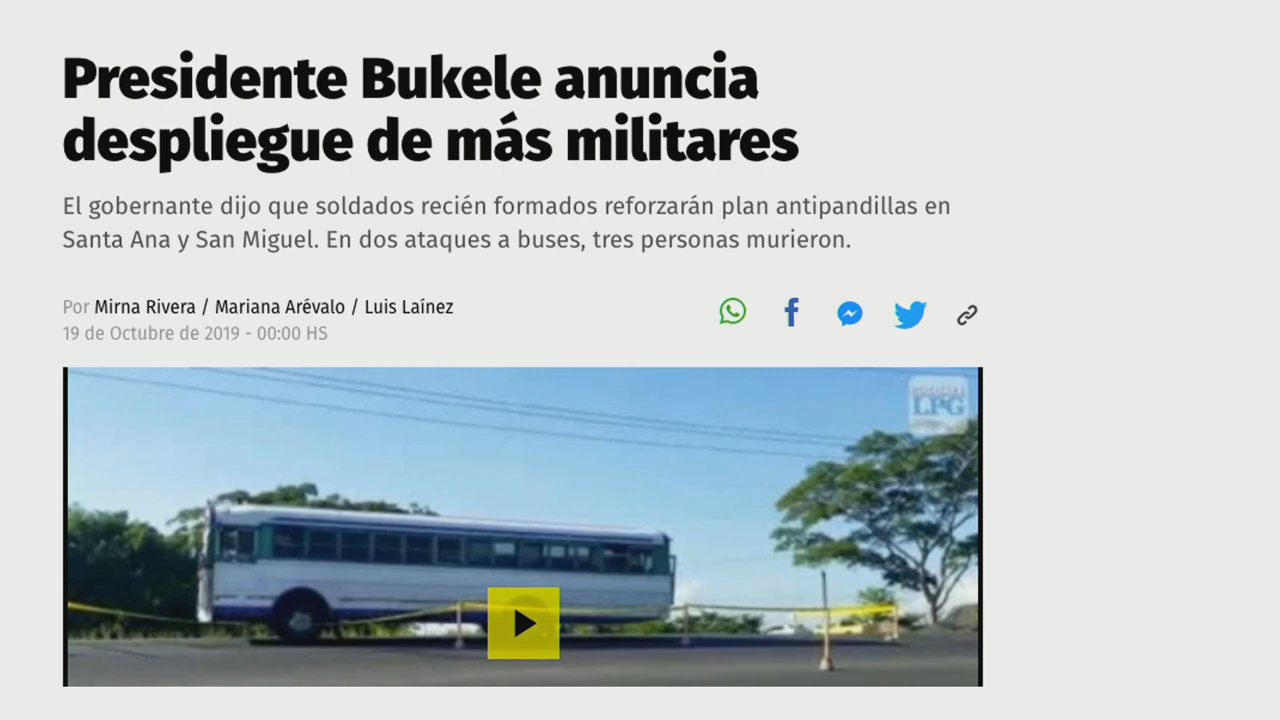 Presidente Bukele anuncia
despliegue de más militares
El gobernante dijo que soldados recién formados reforzarán plan antipandillas en
Santa Ana y San Miguel. En dos ataques a buses, tres personas murieron.
Por Mirna Rivera / Mariana Arévalo / Luis Laínez
19 de Octubre de 2019 - 00:00 HS
NOTICIAS
LPG